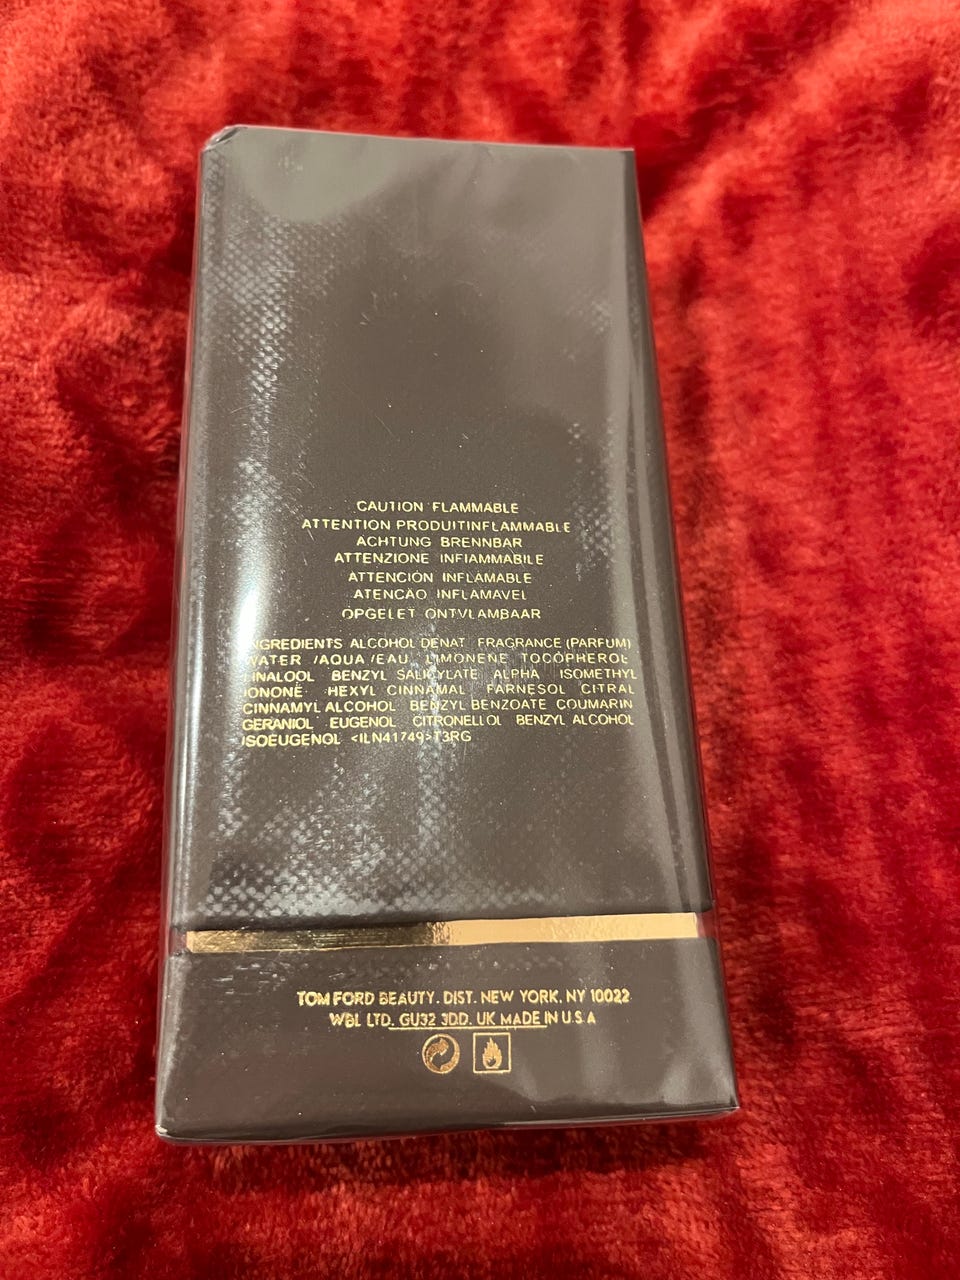 CAUTION FLAMMABLE
ATTENTION PRODUITINFLAMMABLE
ACHTUNG BRENNBAR
ATTENZIONE INFIAMMABILE
ATTENCIÓN INFLAMABLE
ATENCÃO INFLAMAVEL
OPGELET ONTVLAMBAAR
INGREDIENTS ALCOHOL DENAT FRAGRANCE (PARFUM)
WATER /AQUA /EAU LIMONENE TOCOPHEROL
LINALOOL BENZYL SALICYLATE ALPHA ISOMETHYL
IONONE HEXYL CINNAMAL FARNESOL CITRAL
CINNAMYL ALCOHOL BENZYL BENZOATE COUMARIN
GERANIOL EUGENOL CITRONELLOL BENZYL ALCOHOL
ISOEUGENOL <ILN41749> T3RG
TOM FORD BEAUTY. DIST. NEW YORK, NY 10022
WBL LTD. GU32 3DD. UK MADE IN U.S.A